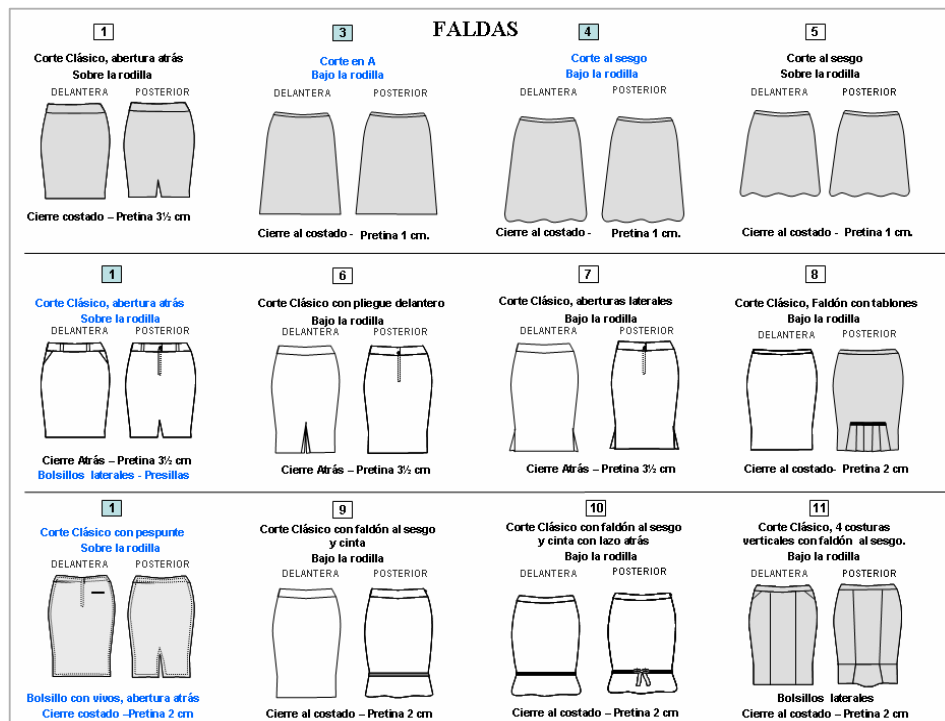 FALDAS
1
Corte Clásico, abertura atrás
Sobre la rodilla
DELANTERA POSTERIOR
Cierre costado – Pretina 3½ cm
3
Corte en A
Bajo la rodilla
DELANTERA POSTERIOR
Cierre al costado - Pretina 1 cm.
4
Corte al sesgo
Bajo la rodilla
DELANTERA POSTERIOR
Cierre al costado - Pretina 1 cm.
5
Corte al sesgo
Sobre la rodilla
DELANTERA POSTERIOR
Cierre al costado - Pretina 1 cm.
1
Corte Clásico, abertura atrás
Sobre la rodilla
DELANTERA POSTERIOR
Cierre Atrás – Pretina 3½ cm
Bolsillos laterales - Presillas
6
Corte Clásico con pliegue delantero
Bajo la rodilla
DELANTERA POSTERIOR
Cierre Atrás – Pretina 3½ cm
7
Corte Clásico, aberturas laterales
Bajo la rodilla
DELANTERA POSTERIOR
Cierre Atrás – Pretina 3½ cm
8
Corte Clásico, Faldón con tablones
Bajo la rodilla
DELANTERA POSTERIOR
Cierre al costado- Pretina 2 cm
1
Corte Clásico con pespunte
Sobre la rodilla
DELANTERA POSTERIOR
Bolsillo con vivos, abertura atrás
Cierre costado –Pretina 2 cm
9
Corte Clásico con faldón al sesgo
y cinta
Bajo la rodilla
DELANTERA POSTERIOR
Cierre al costado – Pretina 2 cm
10
Corte Clásico con faldón al sesgo
y cinta con lazo atrás
Bajo la rodilla
DELANTERA POSTERIOR
Cierre al costado – Pretina 2 cm
11
Corte Clásico, 4 costuras
verticales con faldón al sesgo.
Bajo la rodilla
DELANTERA POSTERIOR
Bolsillos laterales
Cierre al costado – Pretina 2 cm